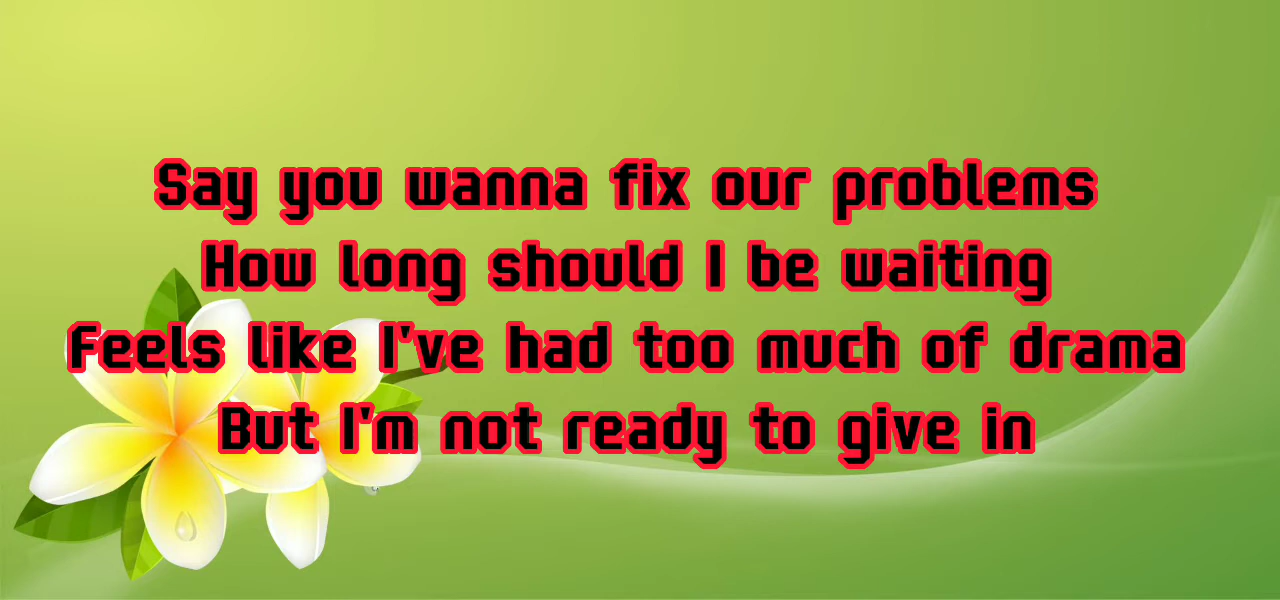 Say you wanna fix our problems
How long should I be waiting
Feels like I've had too much of drama
But I'm not ready to give in